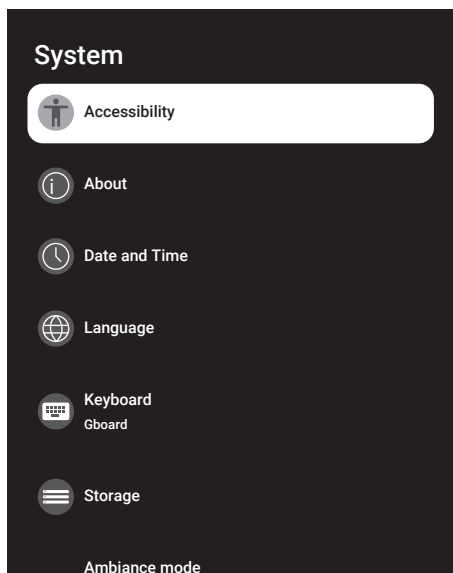 System
Accessibility
About
Date and Time
Language
Keyboard
Gboard
Storage
Ambiance mode